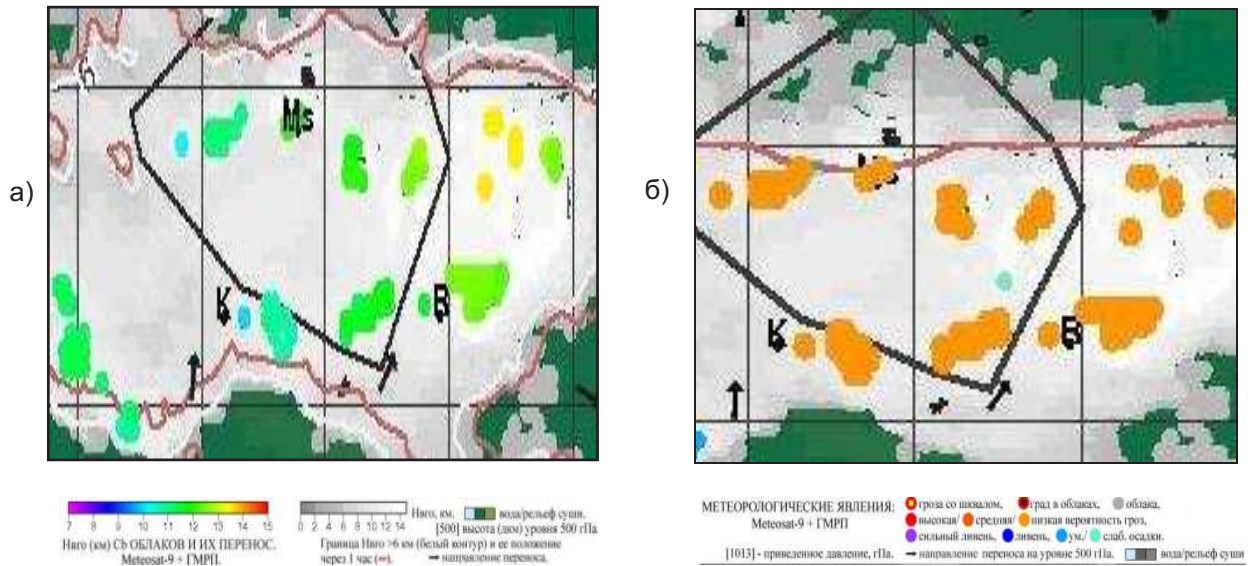 а)
Ms
К
В
7 8 9 10 11 12 13 14 15
Нвго (км) Cb ОБЛАКОВ И ИХ ПЕРЕНОС.
Meteosat-9 + ГМРП.
0 2 4 6 8 10 12 14
Нвго, км.
вода/рельеф суши.
[500] высота (дкм) уровня 500 гПа.
Граница Нвго >6 км (белый контур) и ее положение
через 1 час (━). → направление переноса.
б)
К
В
МЕТЕОРОЛОГИЧЕСКИЕ ЯВЛЕНИЯ:
Meteosat-9 + ГМРП
гроза со шквалом, град в облаках, облака,
высокая/ средняя/ низкая вероятность гроз,
сильный ливень, ливень, ум./ слаб. осадки.
[1013] - приведенное давление, гПа. → направление переноса на уровне 500 гПа. вода/рельеф суши